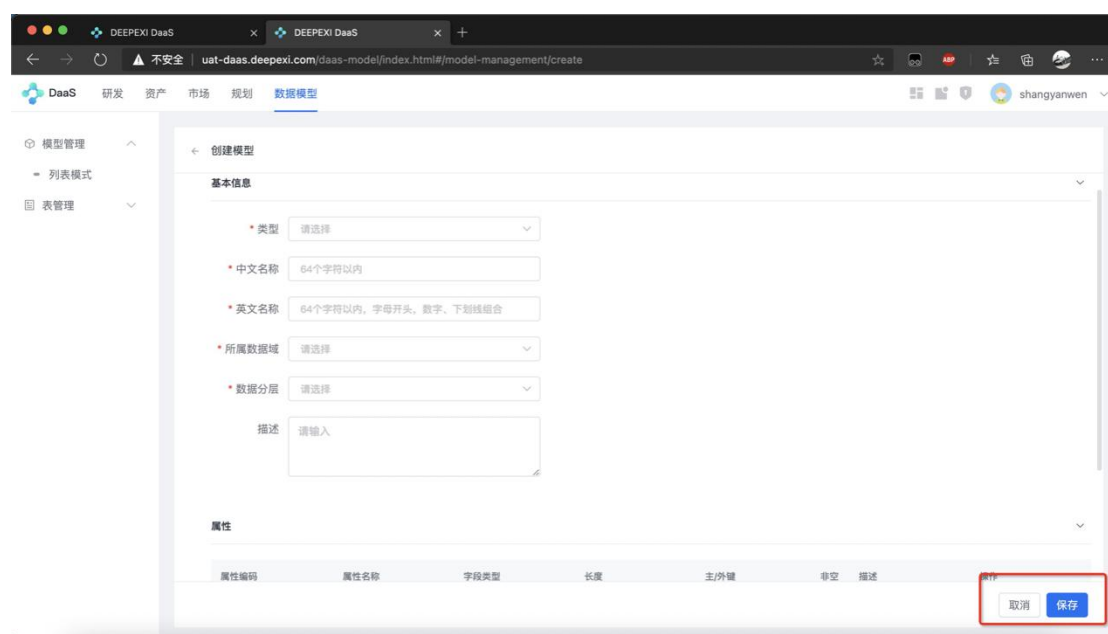 DEEPEXI DaaS
DEEPEXI DaaS
不安全 | uat-daas.deepexi.com/daas-model/index.html#/model-management/create
ABP
DaaS 研发 资产 市场 规划 数据模型 shangyanwen
模型管理
列表模式
表管理
← 创建模型
基本信息
* 类型 请选择
* 中文名称 64个字符以内
* 英文名称 64个字符以内，字母开头、数字、下划线组合
* 所属数据域 请选择
* 数据分层 请选择
描述 请输入
属性
属性编码 属性名称 字段类型 长度 主/外键 非空 描述 操作
取消 保存